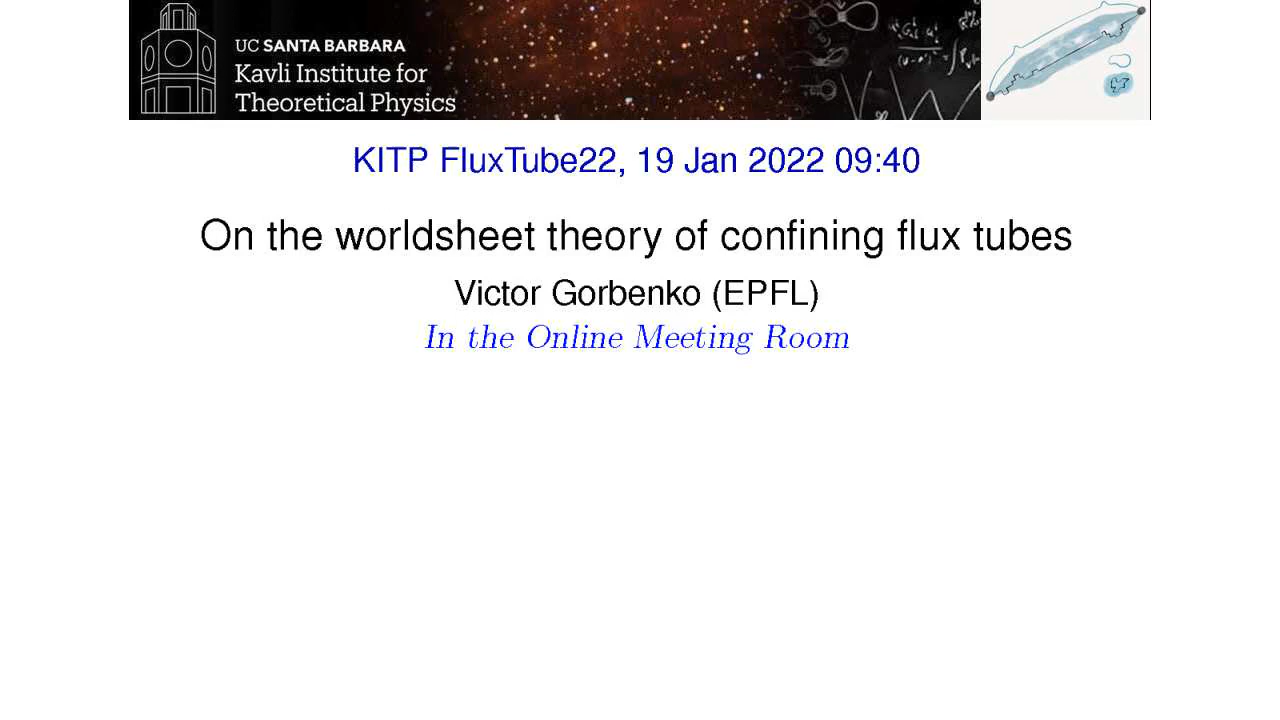 UC SANTA BARBARA
Kavli Institute for
Theoretical Physics
KITP FluxTube22, 19 Jan 2022 09:40
On the worldsheet theory of confining flux tubes
Victor Gorbenko (EPFL)
In the Online Meeting Room